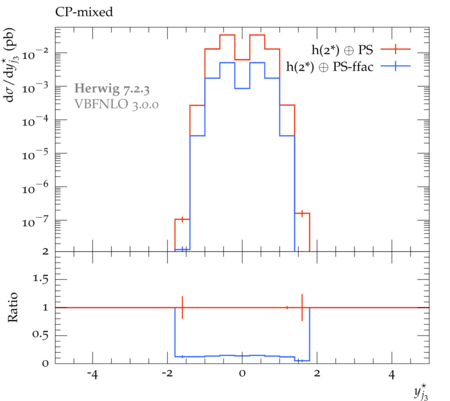 CP-mixed
dσ/dy*_{j3} (pb)
10⁻²
10⁻³
10⁻⁴
10⁻⁵
10⁻⁶
10⁻⁷
h(2*) ⊕ PS
h(2*) ⊕ PS-ffac
Herwig 7.2.3
VBFNLO 3.0.0
Ratio
2
1.5
1
0.5
0
-4 -2 0 2 4
y*_{j3}